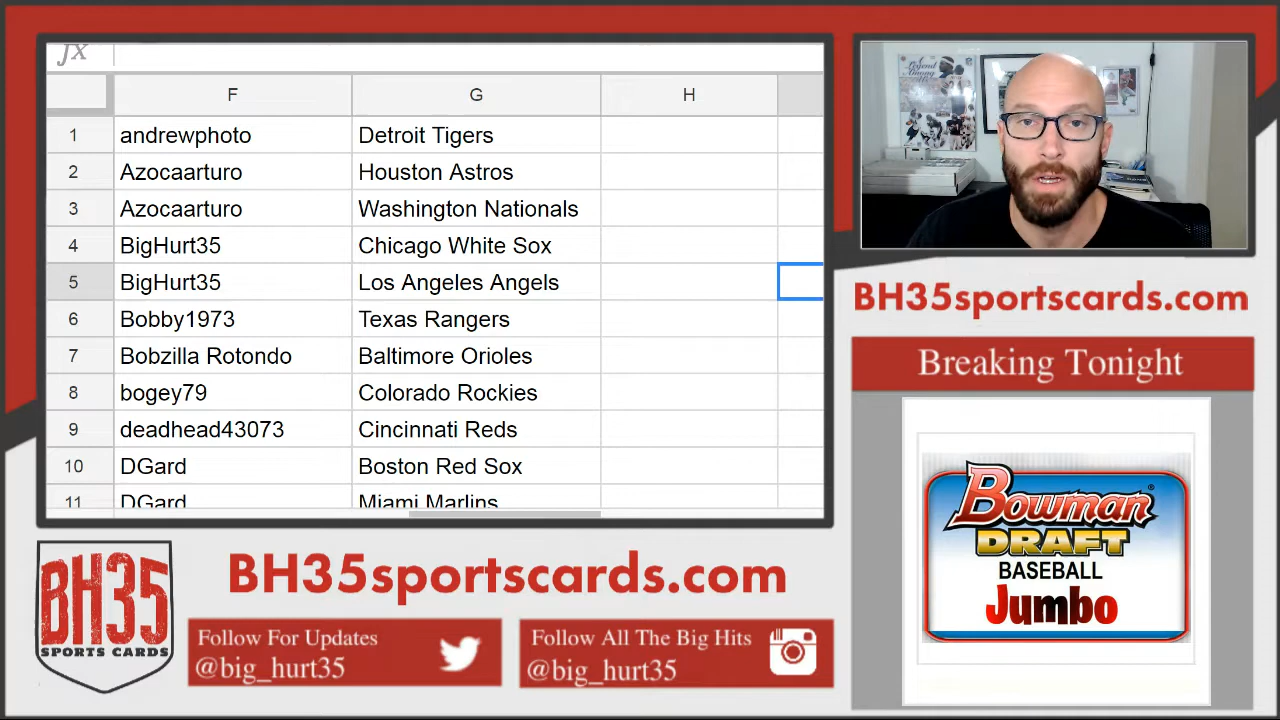 fx
F G H
1 andrewphoto Detroit Tigers
2 Azocaarturo Houston Astros
3 Azocaarturo Washington Nationals
4 BigHurt35 Chicago White Sox
5 BigHurt35 Los Angeles Angels
6 Bobby1973 Texas Rangers
7 Bobzilla Rotondo Baltimore Orioles
8 bogey79 Colorado Rockies
9 deadhead43073 Cincinnati Reds
10 DGard Boston Red Sox
11 DGard Miami Marlins
BH35sportscards.com
Breaking Tonight
Bowman®
DRAFT
BASEBALL
Jumbo
BH35
SPORTS CARDS
BH35sportscards.com
Follow For Updates
@big_hurt35
Follow All The Big Hits
@big_hurt35